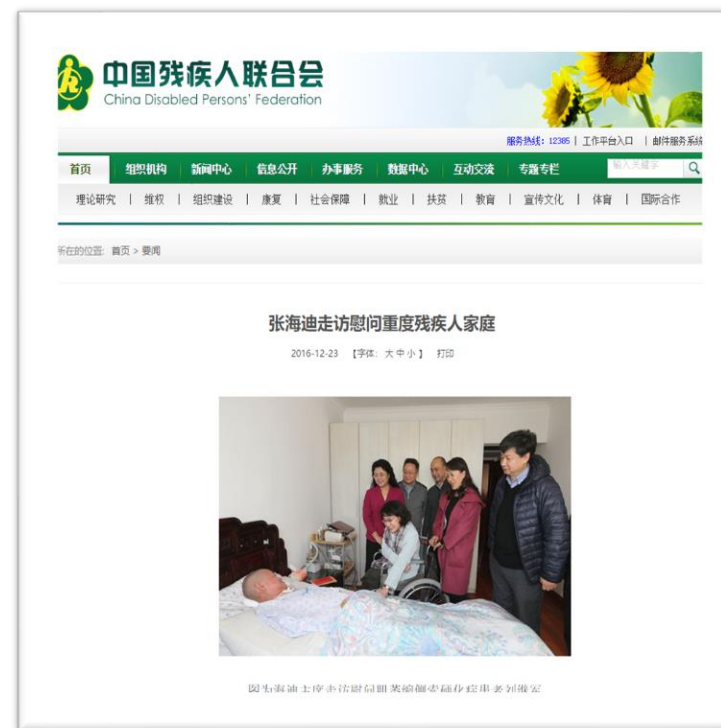 中国残疾人联合会
China Disabled Persons' Federation
服务热线：12385 | 工作平台入口 | 邮件服务系统
首页 组织机构 新闻中心 信息公开 办事服务 数据中心 互动交流 专题专栏 输入关键字
理论研究 | 维权 | 组织建设 | 康复 | 社会保障 | 就业 | 扶贫 | 教育 | 宣传文化 | 体育 | 国际合作
所在的位置: 首页 > 要闻
张海迪走访慰问重度残疾人家庭
2016-12-23 【字体: 大 中 小 】 打印